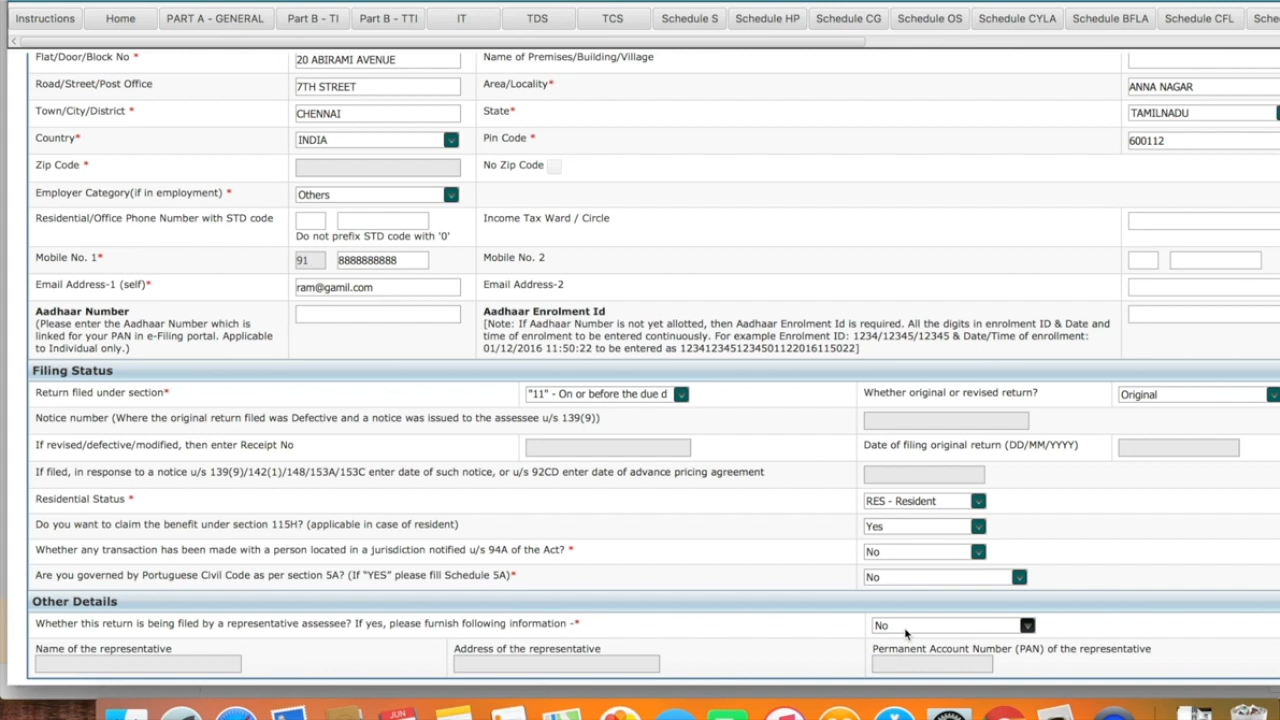 Instructions Home PART A - GENERAL Part B - TI Part B - TTI IT TDS TCS Schedule S Schedule HP Schedule CG Schedule OS Schedule CYLA Schedule BFLA Schedule CFL
Flat/Door/Block No * 20 ABIRAMI AVENUE Name of Premises/Building/Village
Road/Street/Post Office 7TH STREET Area/Locality* ANNA NAGAR
Town/City/District * CHENNAI State* TAMILNADU
Country* INDIA Pin Code * 600112
Zip Code * No Zip Code
Employer Category(if in employment) * Others
Residential/Office Phone Number with STD code Income Tax Ward / Circle
Do not prefix STD code with '0'
Mobile No. 1* 91 8888888888 Mobile No. 2
Email Address-1 (self)* ram@gamil.com Email Address-2
Aadhaar Number
(Please enter the Aadhaar Number which is
linked for your PAN in e-Filing portal. Applicable
to Individual only.)
Aadhaar Enrolment Id
[Note: If Aadhaar Number is not yet allotted, then Aadhaar Enrolment Id is required. All the digits in enrolment ID & Date and
time of enrolment to be entered continuously. For example Enrolment ID: 1234/12345/12345 & Date/Time of enrolment:
01/12/2016 11:50:22 to be entered as 1234123451234501122016115022]
Filing Status
Return filed under section* "11" - On or before the due d Whether original or revised return? Original
Notice number (Where the original return filed was Defective and a notice was issued to the assessee u/s 139(9))
If revised/defective/modified, then enter Receipt No Date of filing original return (DD/MM/YYYY)
If filed, in response to a notice u/s 139(9)/142(1)/148/153A/153C enter date of such notice, or u/s 92CD enter date of advance pricing agreement
Residential Status * RES - Resident
Do you want to claim the benefit under section 115H? (applicable in case of resident) Yes
Whether any transaction has been made with a person located in a jurisdiction notified u/s 94A of the Act? * No
Are you governed by Portuguese Civil Code as per section 5A? (If "YES" please fill Schedule 5A)* No
Other Details
Whether this return is being filed by a representative assessee? If yes, please furnish following information -* No
Name of the representative Address of the representative Permanent Account Number (PAN) of the representative
JUN